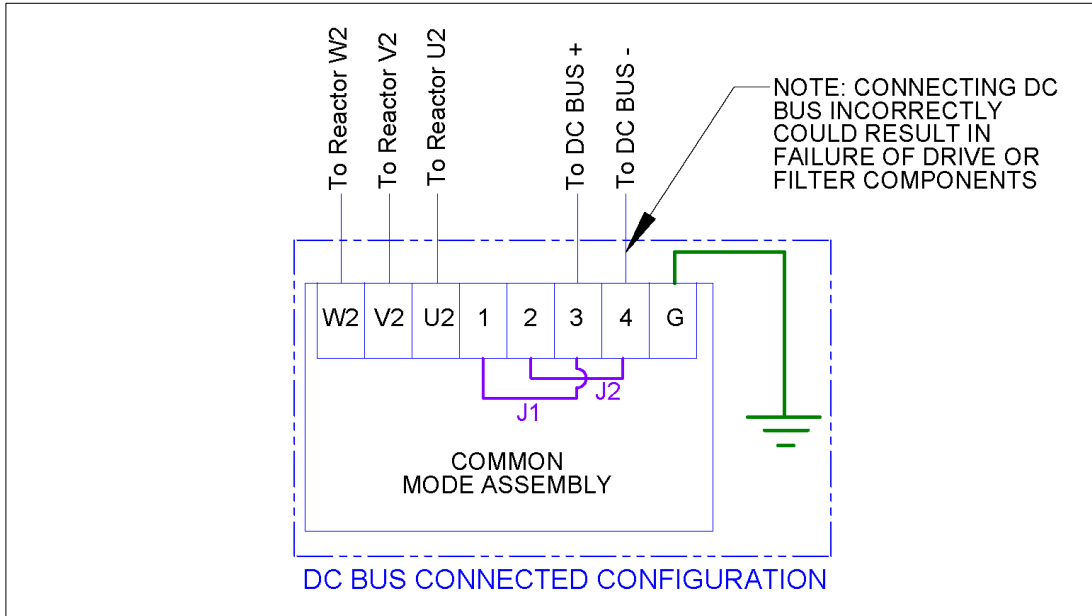 To Reactor W2
To Reactor V2
To Reactor U2
To DC BUS +
To DC BUS -
NOTE: CONNECTING DC
BUS INCORRECTLY
COULD RESULT IN
FAILURE OF DRIVE OR
FILTER COMPONENTS
W2 V2 U2 1 2 3 4 G
J1
J2
COMMON
MODE ASSEMBLY
DC BUS CONNECTED CONFIGURATION